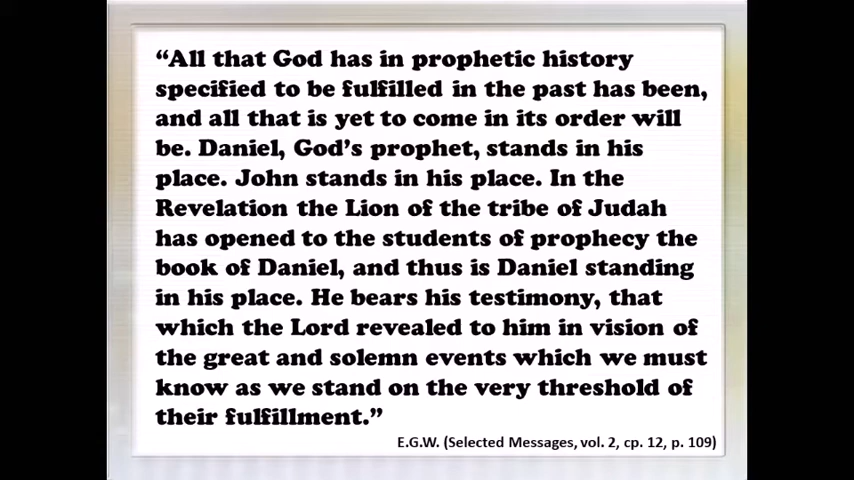 “All that God has in prophetic history
specified to be fulfilled in the past has been,
and all that is yet to come in its order will
be. Daniel, God’s prophet, stands in his
place. John stands in his place. In the
Revelation the Lion of the tribe of Judah
has opened to the students of prophecy the
book of Daniel, and thus is Daniel standing
in his place. He bears his testimony, that
which the Lord revealed to him in vision of
the great and solemn events which we must
know as we stand on the very threshold of
their fulfillment.”
E.G.W. (Selected Messages, vol. 2, cp. 12, p. 109)